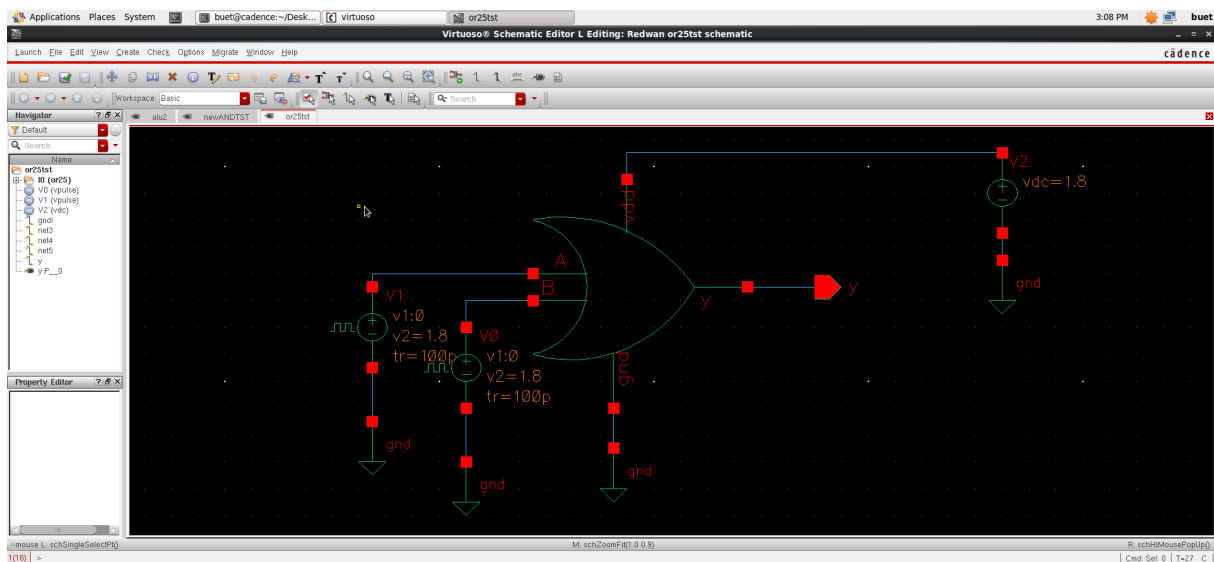 Applications Places System buet@cadence:~/Desk... virtuoso or25tst 3:08 PM buet
Virtuoso® Schematic Editor L Editing: Redwan or25tst schematic
Launch File Edit View Create Check Options Migrate Window Help cādence
Workspace: Basic Search
Navigator alu2 newANDTST or25tst
Default
Search
Name
or25tst
I0 (or25)
V0 (vpulse)
V1 (vpulse)
V2 (vdc)
gnd!
net3
net4
net5
y
y:P__0
V2
vdc=1.8
vdd
gnd
A
B
y
y
gnd
V1
v1:0
v2=1.8
tr=100p
gnd
V0
v1:0
v2=1.8
tr=100p
gnd
gnd
Property Editor
mouse L: schSingleSelectPt() M: schZoomFit(1.0 0.9) R: schHiMousePopUp()
1(16) > Cmd: Sel: 0 T=27 C